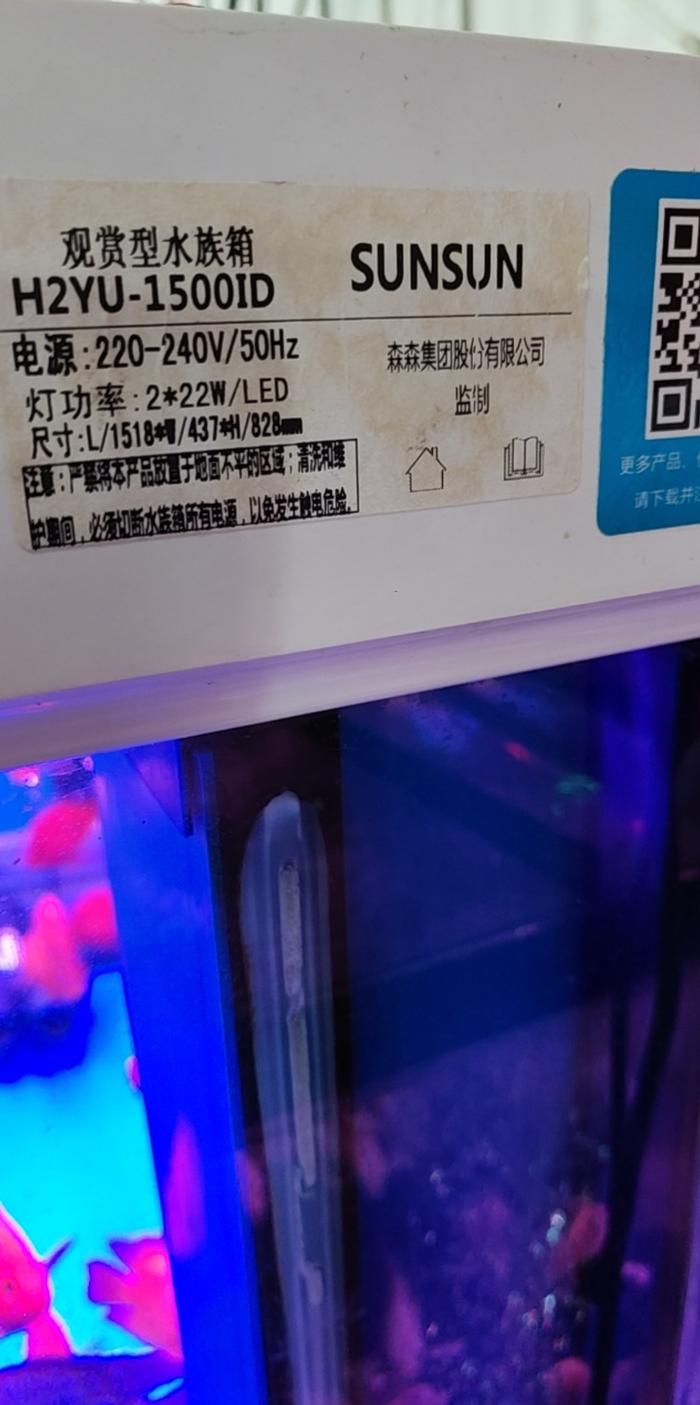 观赏型水族箱
H2YU-1500ID
SUNSUN
电源:220-240V/50Hz
灯功率:2*22W/LED
尺寸:L/1518*W/437*H/828mm
注意:严禁将本产品放置于地面不平的区域;清洗和维
护期间,必须切断水族箱所有电源,以免发生触电危险。
森森集团股份有限公司
监制
更多产品、
请下载并